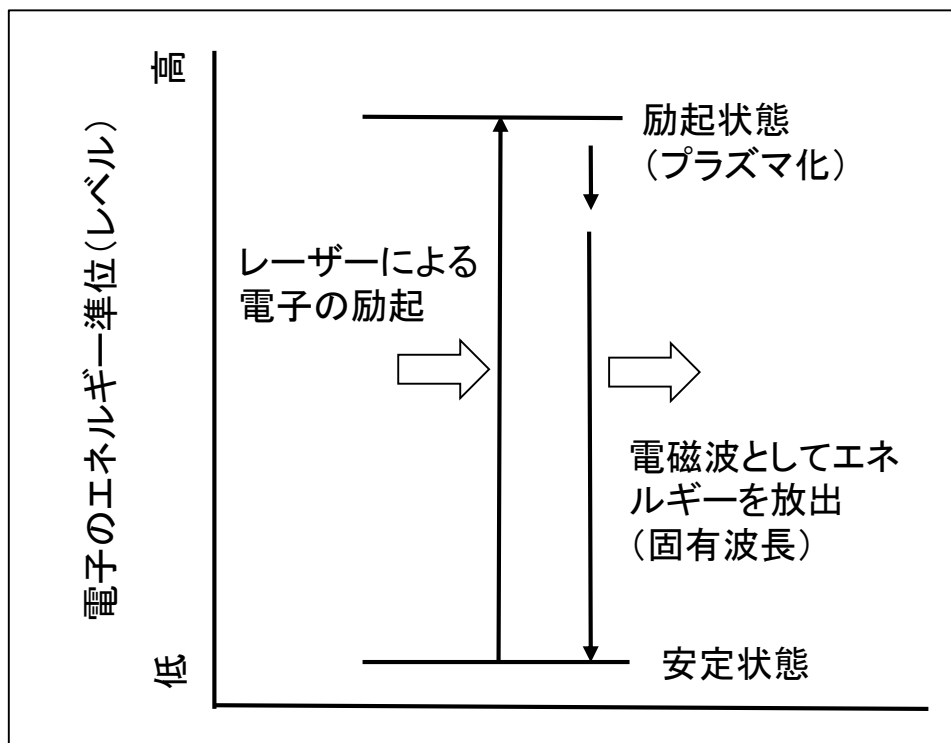 高
電子のエネルギー準位(レベル)
低
励起状態
(プラズマ化)
レーザーによる
電子の励起
電磁波としてエネ
ルギーを放出
(固有波長)
安定状態